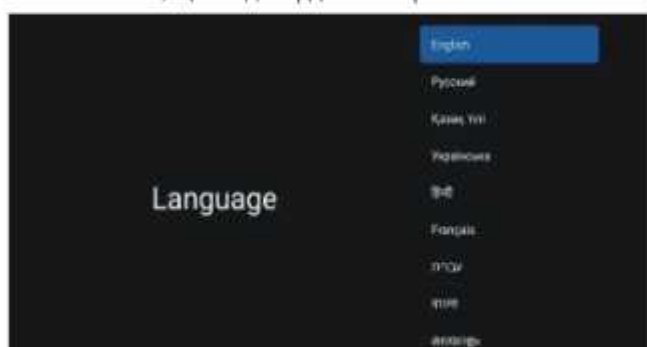 Language
English
Русский
Қазақ тілі
Українська
हिन्दी
Français
עברית
বাংলা